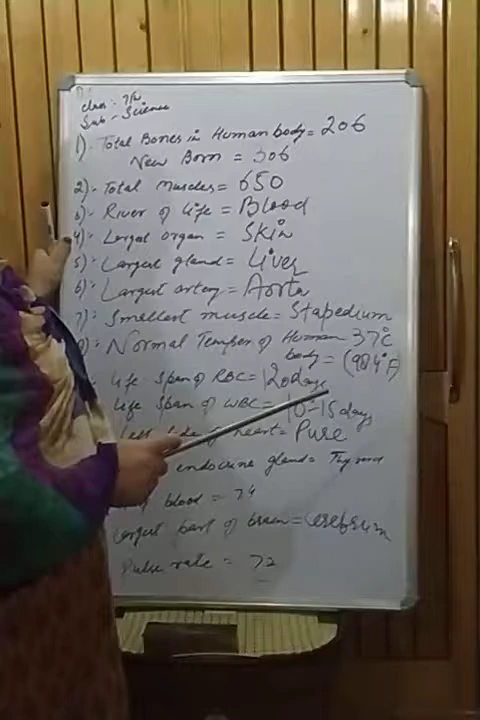 Class : 7th
Sub - Science
1) Total Bones in Human body = 206
New Born = 306
2) Total muscles = 650
3) River of life = Blood
4) Largest organ = Skin
5) Largest gland = Liver
6) Largest artery = Aorta
7) Smallest muscle = Stapedium
8) Normal Temper of Human 37°C
body = (98.4°F)
life Span of RBC = 120 days
life Span of WBC = 10-15 days
heart = Pure
endocrine gland = Thyroid
blood = 7.4
Largest part of brain = Cerebrum
Pulse rate = 72